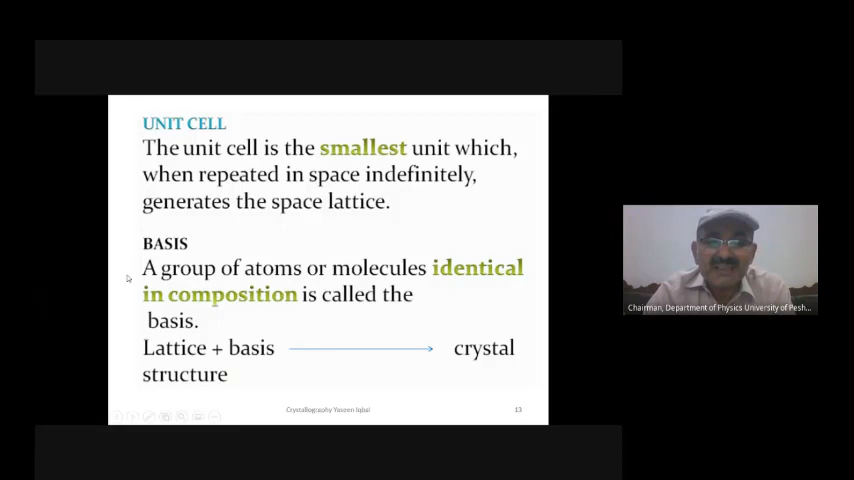 UNIT CELL
The unit cell is the smallest unit which,
when repeated in space indefinitely,
generates the space lattice.
BASIS
A group of atoms or molecules identical
in composition is called the
basis.
Lattice + basis crystal
structure
Crystallography Yaseen Iqbal 13
Chairman, Department of Physics University of Pesh...